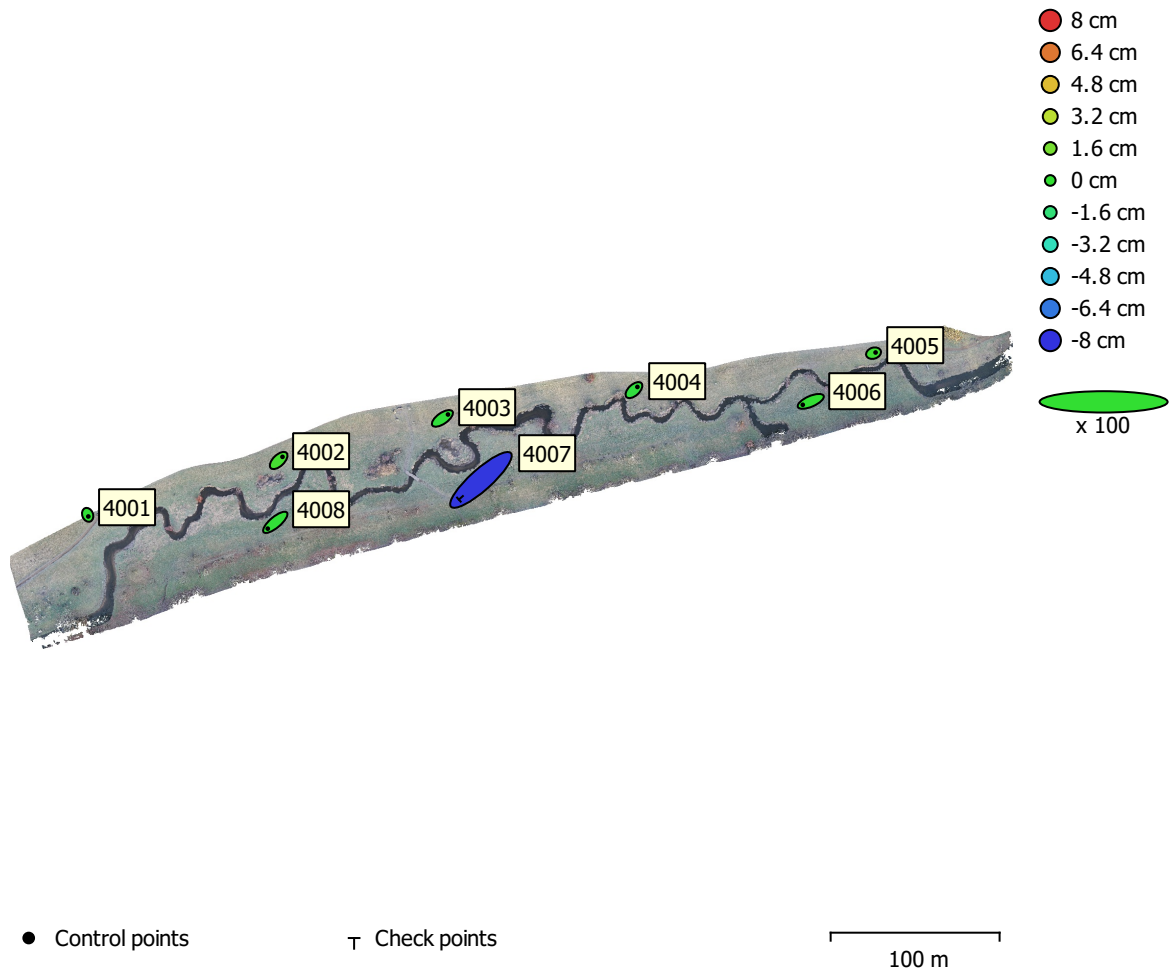 8 cm
6.4 cm
4.8 cm
3.2 cm
1.6 cm
0 cm
-1.6 cm
-3.2 cm
-4.8 cm
-6.4 cm
-8 cm
x 100
4005
4004
4006
4003
4002
4007
4001
4008
Control points
Check points
100 m